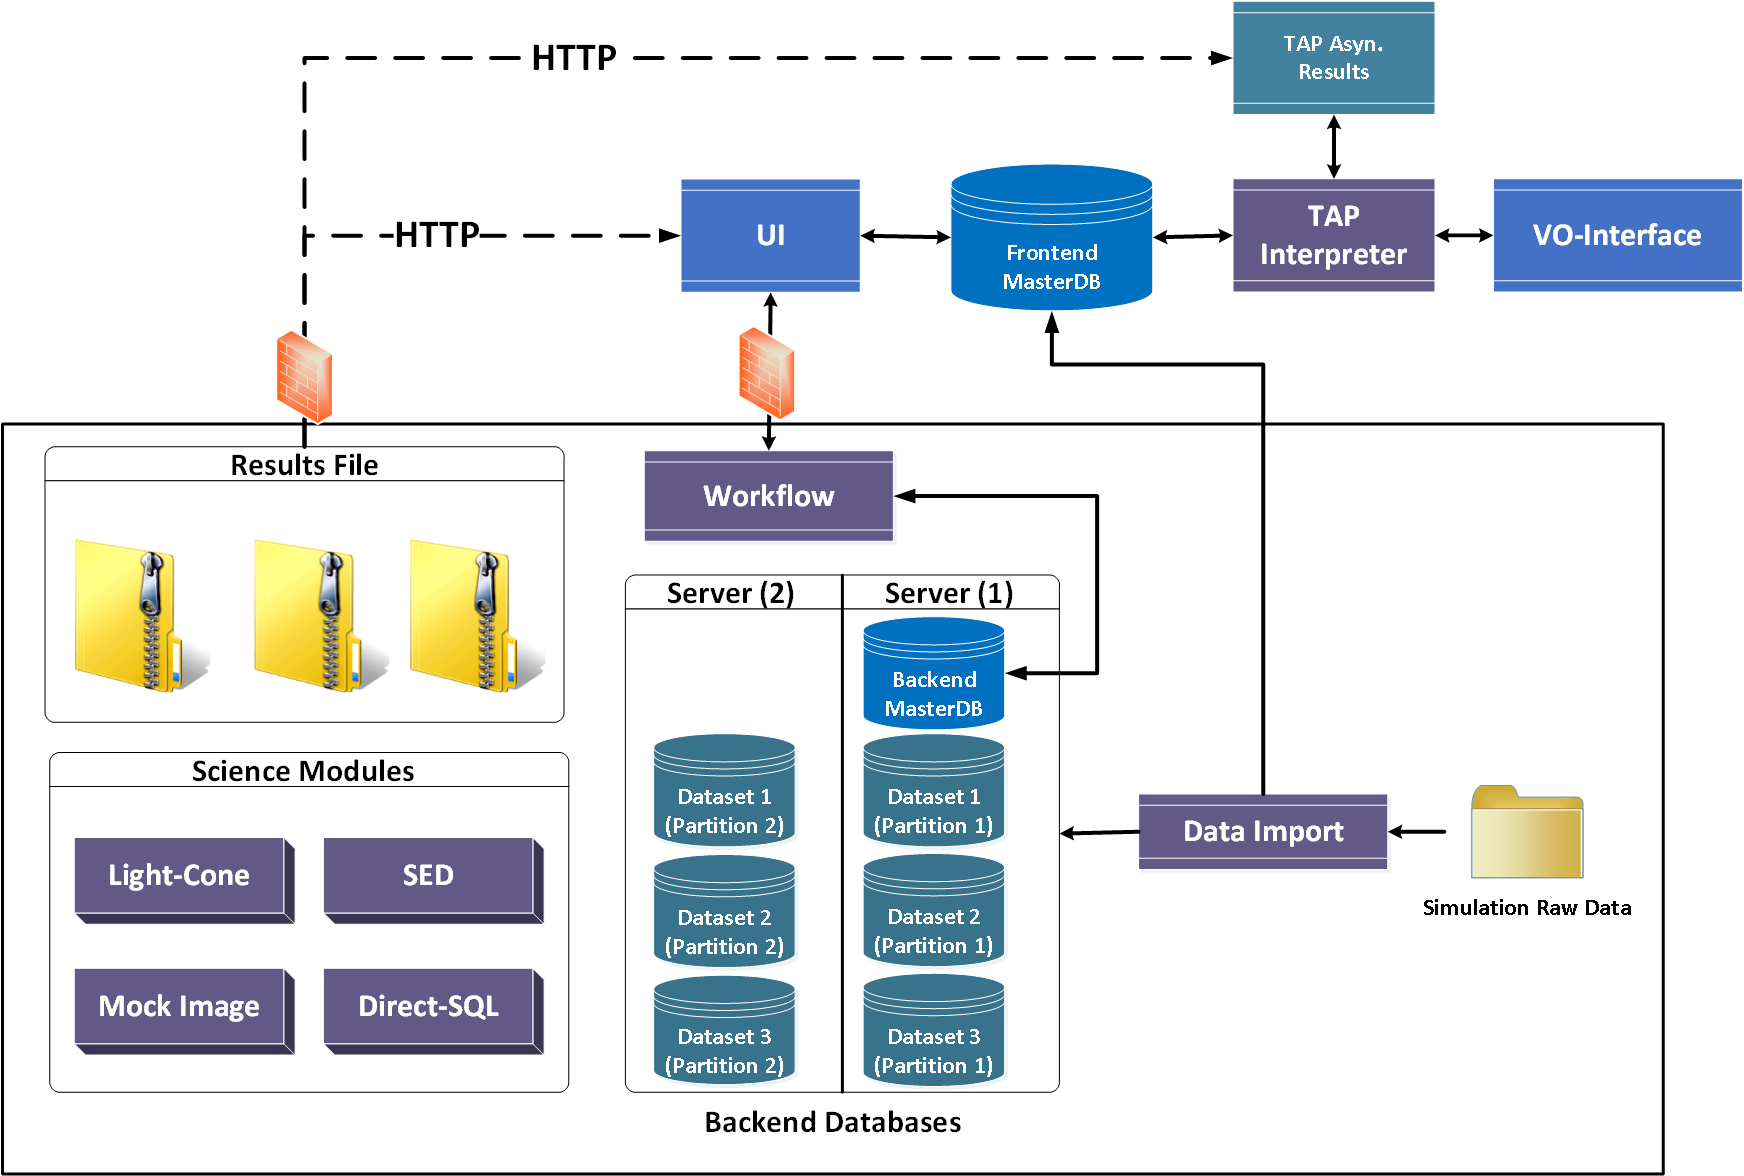 HTTP
TAP Asyn.
Results
HTTP
UI
Frontend
MasterDB
TAP
Interpreter
VO-Interface
Results File
Workflow
Server (2)
Server (1)
Backend
MasterDB
Dataset 1
(Partition 2)
Dataset 1
(Partition 1)
Dataset 2
(Partition 2)
Dataset 2
(Partition 1)
Dataset 3
(Partition 2)
Dataset 3
(Partition 1)
Backend Databases
Science Modules
Light-Cone
SED
Mock Image
Direct-SQL
Data Import
Simulation Raw Data